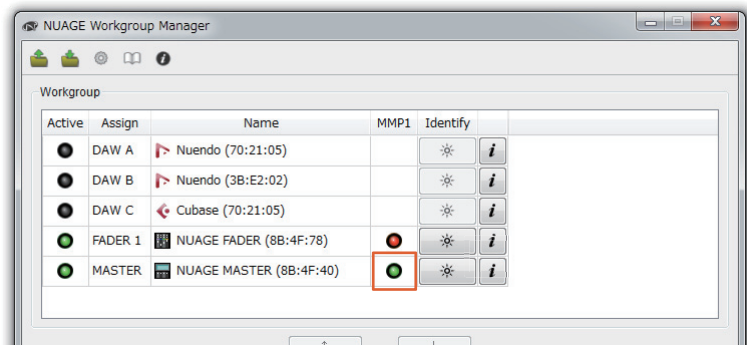 NUAGE Workgroup Manager
Workgroup
Active Assign Name MMP1 Identify
DAW A Nuendo (70:21:05) i
DAW B Nuendo (3B:E2:02) i
DAW C Cubase (70:21:05) i
FADER 1 NUAGE FADER (8B:4F:78) i
MASTER NUAGE MASTER (8B:4F:40) i